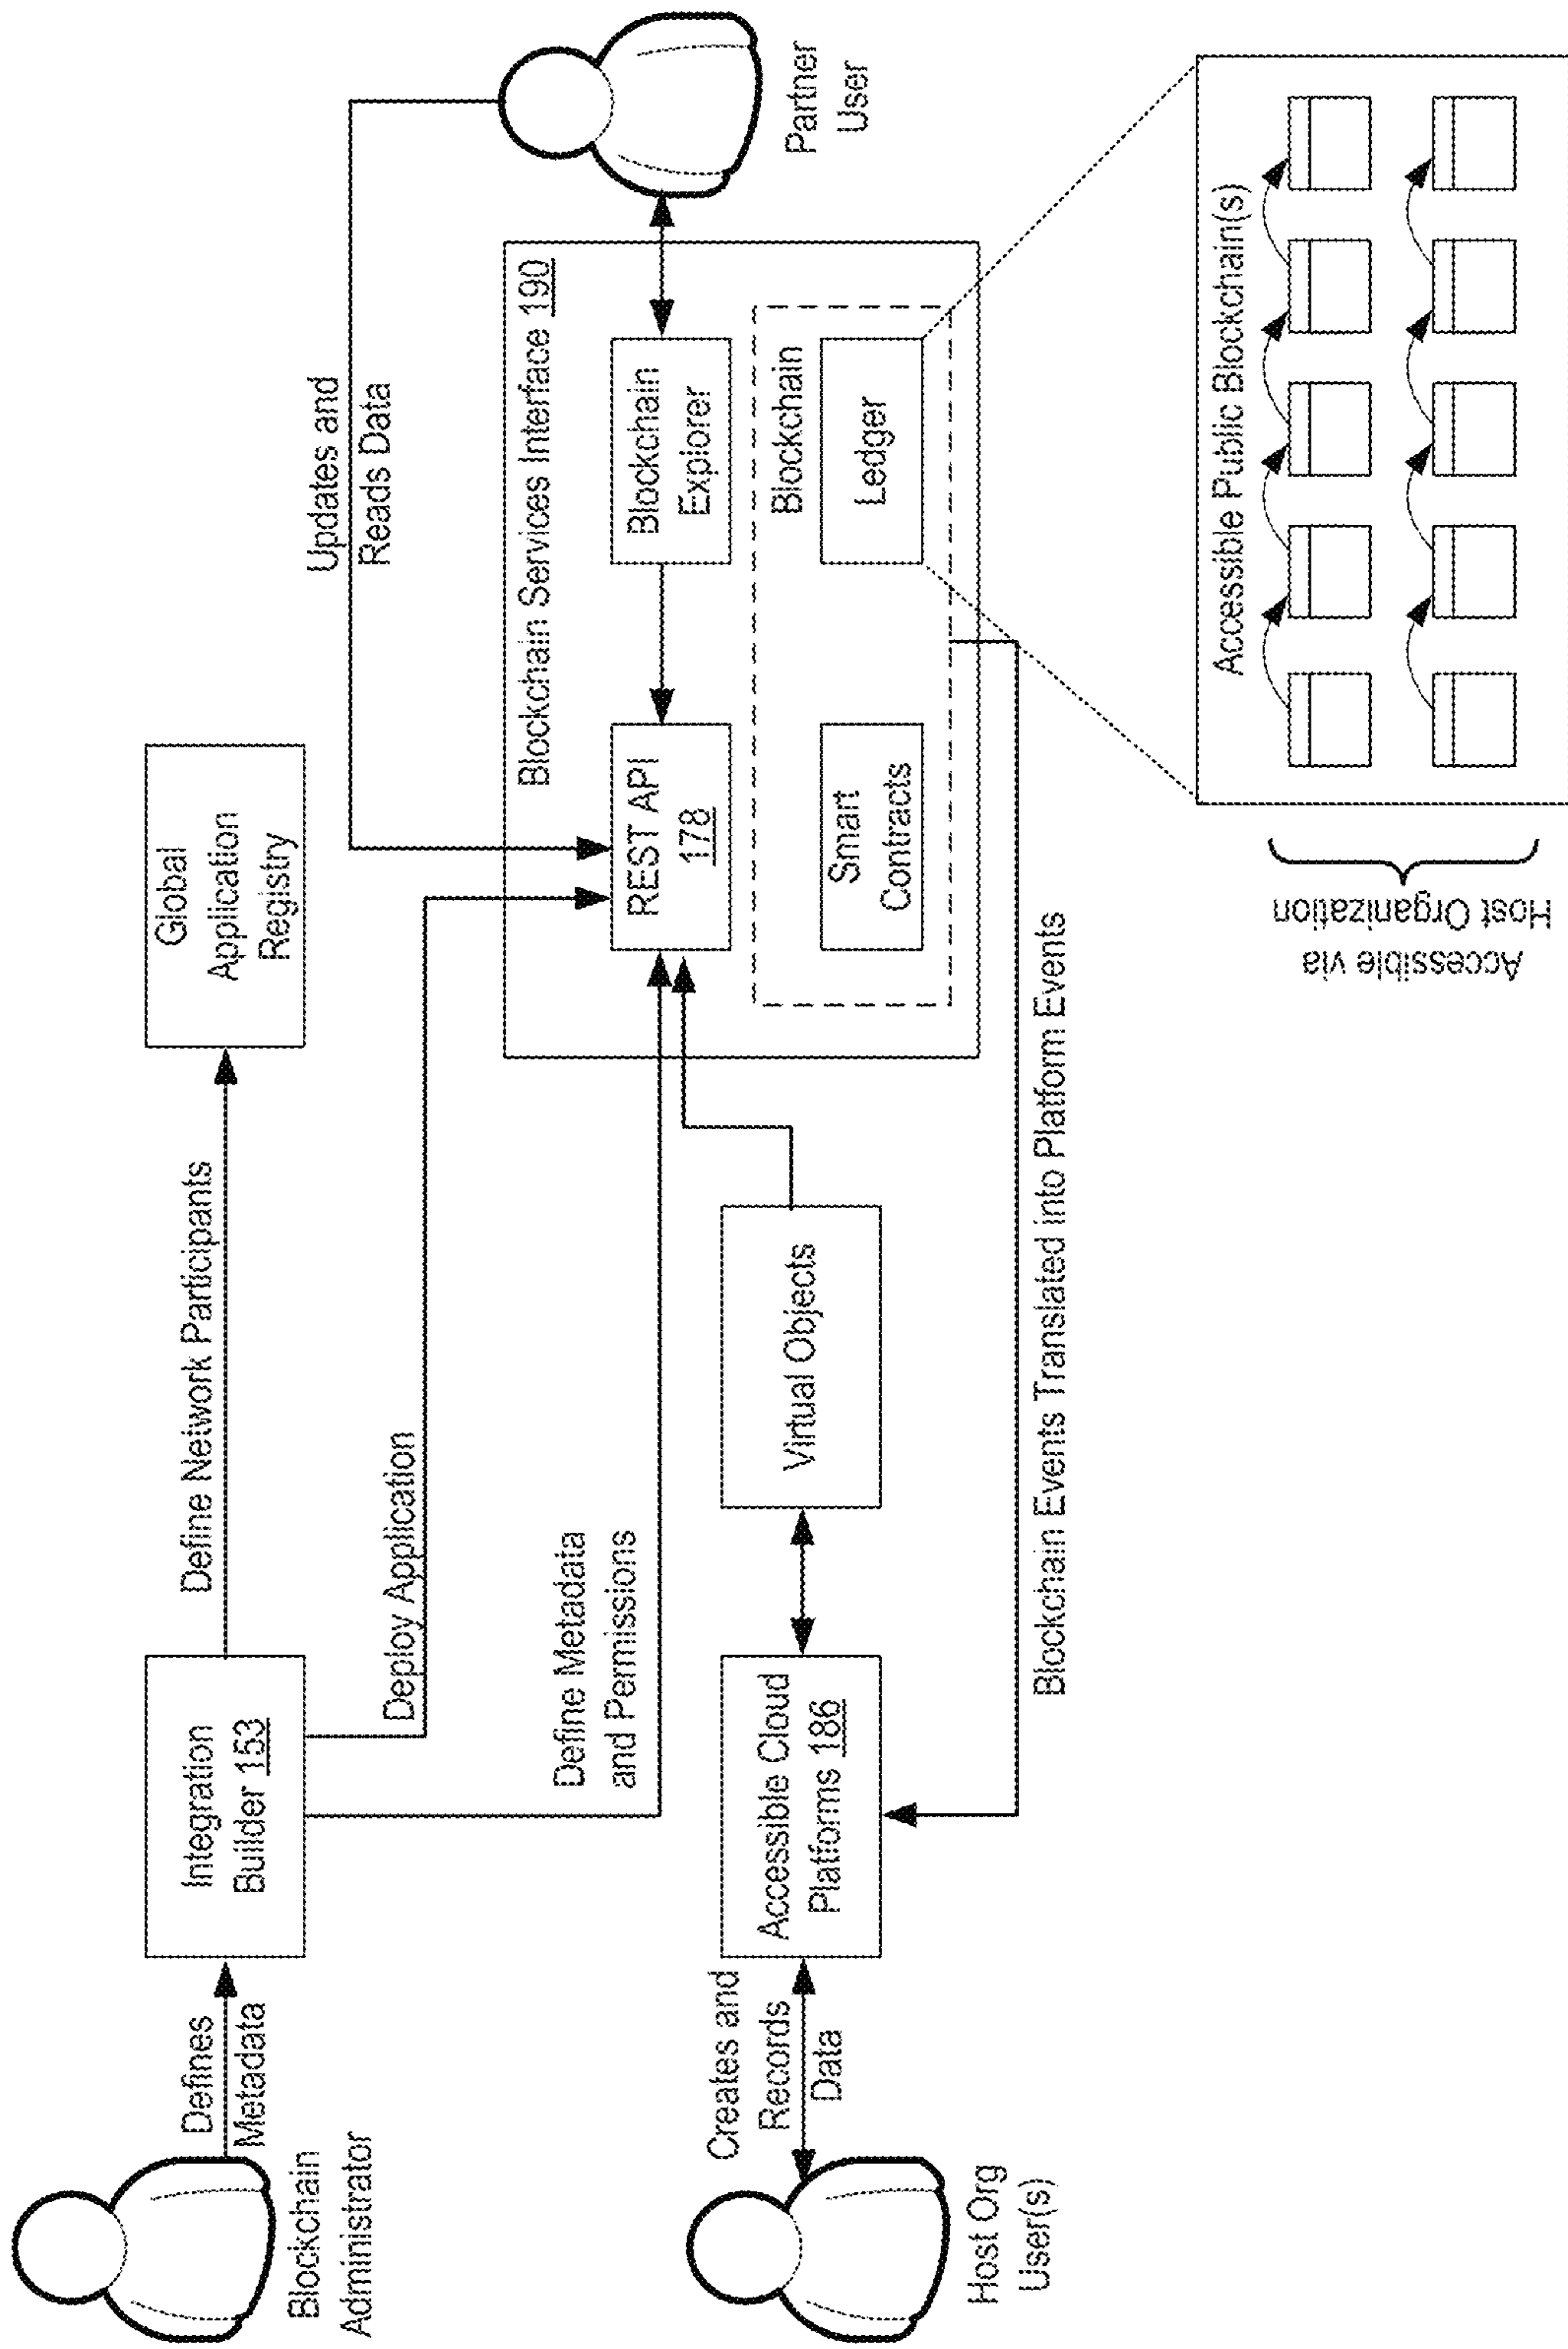 Blockchain
Administrator
Defines
Metadata
Integration
Builder 153
Define Network Participants
Global
Application
Registry
Deploy Application
Define Metadata
and Permissions
Updates and
Reads Data
Partner
User
Blockchain Services Interface 190
REST API
178
Blockchain
Explorer
Blockchain
Smart
Contracts
Ledger
Host Org
User(s)
Creates and
Records
Data
Accessible Cloud
Platforms 186
Virtual Objects
Blockchain Events Translated into Platform Events
Accessible via
Host Organization
Accessible Public Blockchain(s)